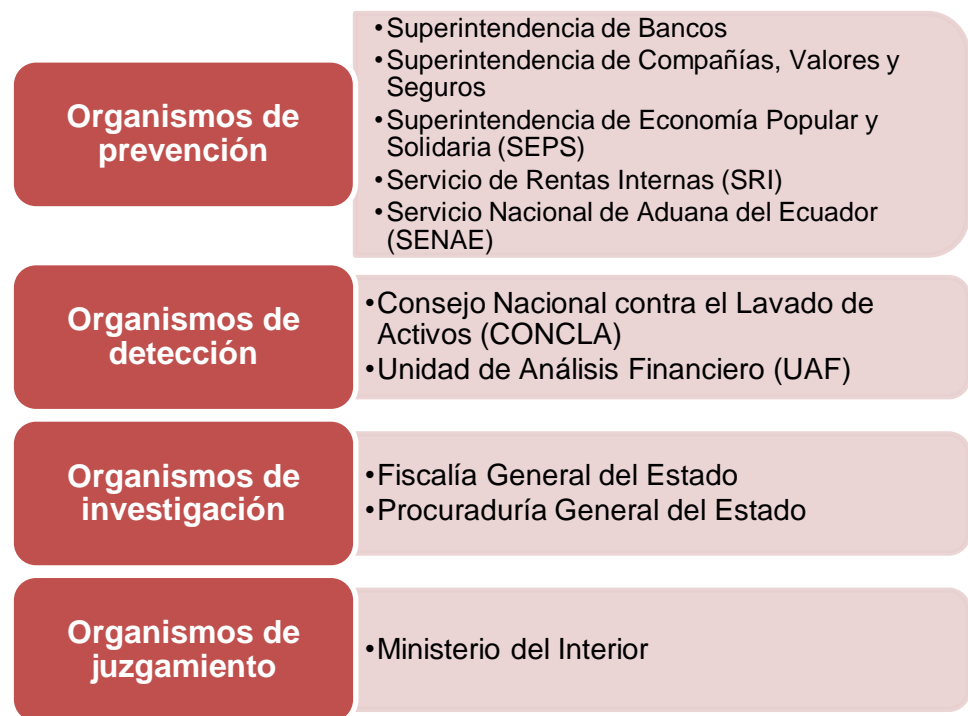 Organismos de
prevención
•Superintendencia de Bancos
•Superintendencia de Compañías, Valores y
Seguros
•Superintendencia de Economía Popular y
Solidaria (SEPS)
•Servicio de Rentas Internas (SRI)
•Servicio Nacional de Aduana del Ecuador
(SENAE)
Organismos de
detección
•Consejo Nacional contra el Lavado de
Activos (CONCLA)
•Unidad de Análisis Financiero (UAF)
Organismos de
investigación
•Fiscalía General del Estado
•Procuraduría General del Estado
Organismos de
juzgamiento
•Ministerio del Interior